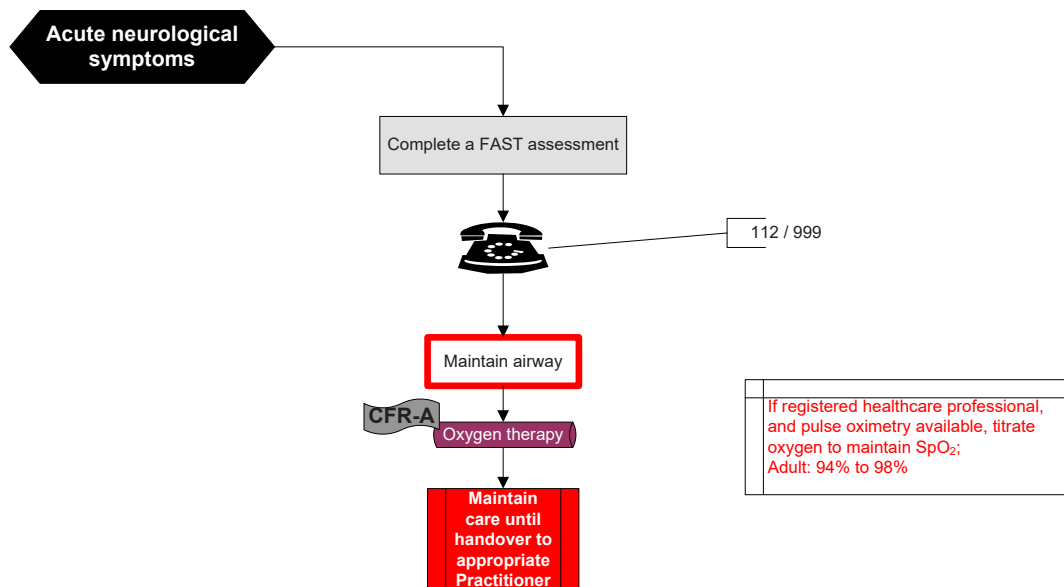 Acute neurological
symptoms
Complete a FAST assessment
112 / 999
Maintain airway
CFR-A
Oxygen therapy
If registered healthcare professional,
and pulse oximetry available, titrate
oxygen to maintain SpO₂;
Adult: 94% to 98%
Maintain
care until
handover to
appropriate
Practitioner